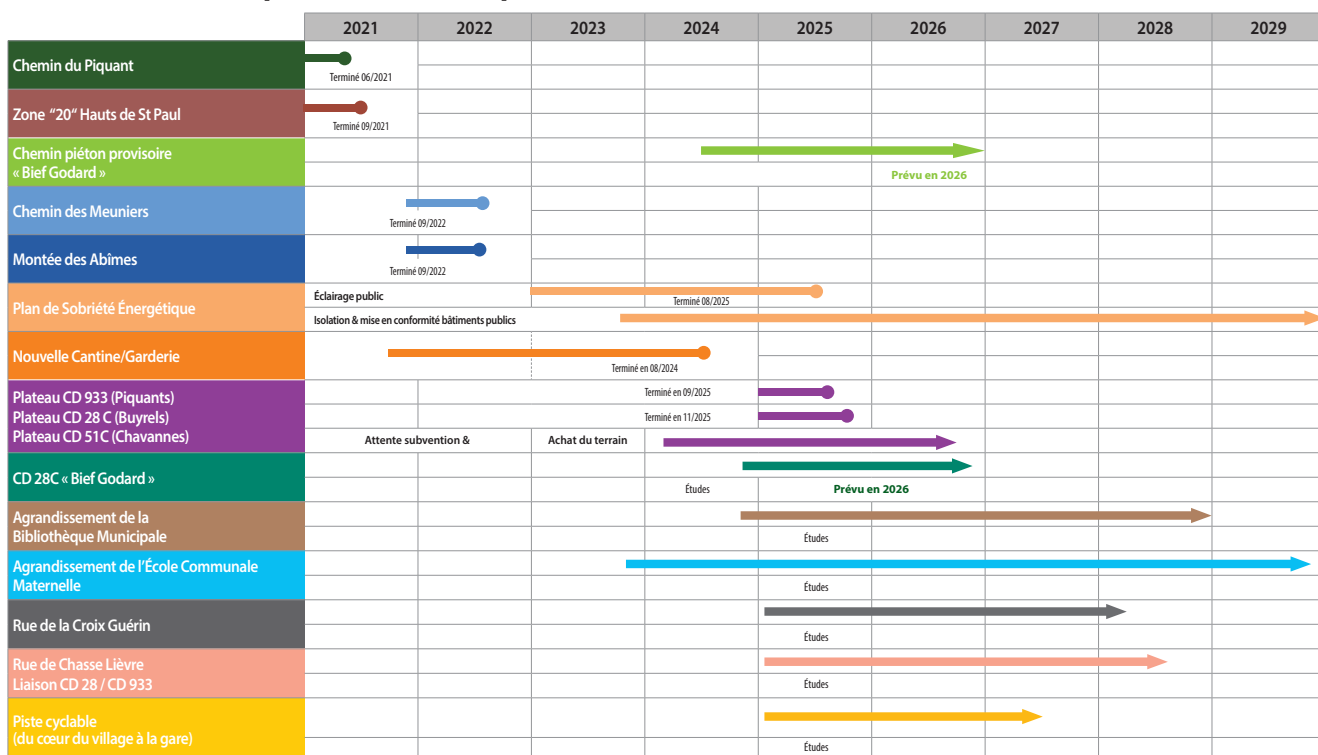 2021 2022 2023 2024 2025 2026 2027 2028 2029
Chemin du Piquant
Terminé 06/2021
Zone "20" Hauts de St Paul
Terminé 09/2021
Chemin piéton provisoire
« Bief Godard »
Prévu en 2026
Chemin des Meuniers
Terminé 09/2022
Montée des Abîmes
Terminé 09/2022
Plan de Sobriété Énergétique
Éclairage public
Terminé 08/2025
Isolation & mise en conformité bâtiments publics
Nouvelle Cantine/Garderie
Terminé en 08/2024
Plateau CD 933 (Piquants)
Terminé en 09/2025
Plateau CD 28 C (Buyrels)
Terminé en 11/2025
Plateau CD 51C (Chavannes)
Attente subvention & Achat du terrain
CD 28C « Bief Godard »
Études Prévu en 2026
Agrandissement de la
Bibliothèque Municipale
Études
Agrandissement de l'École Communale
Maternelle
Études
Rue de la Croix Guérin
Études
Rue de Chasse Lièvre
Liaison CD 28 / CD 933
Études
Piste cyclable
(du cœur du village à la gare)
Études